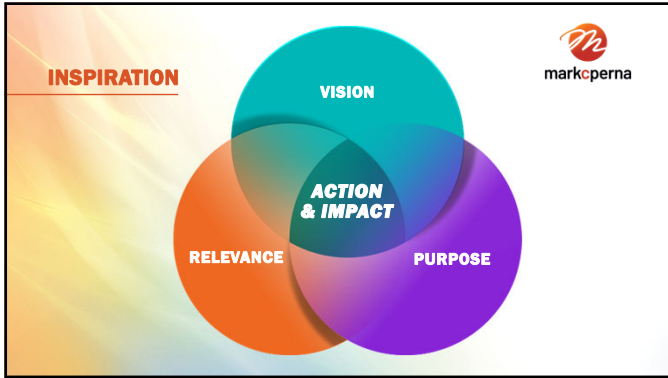 INSPIRATION
markcperna
VISION
ACTION
& IMPACT
RELEVANCE
PURPOSE